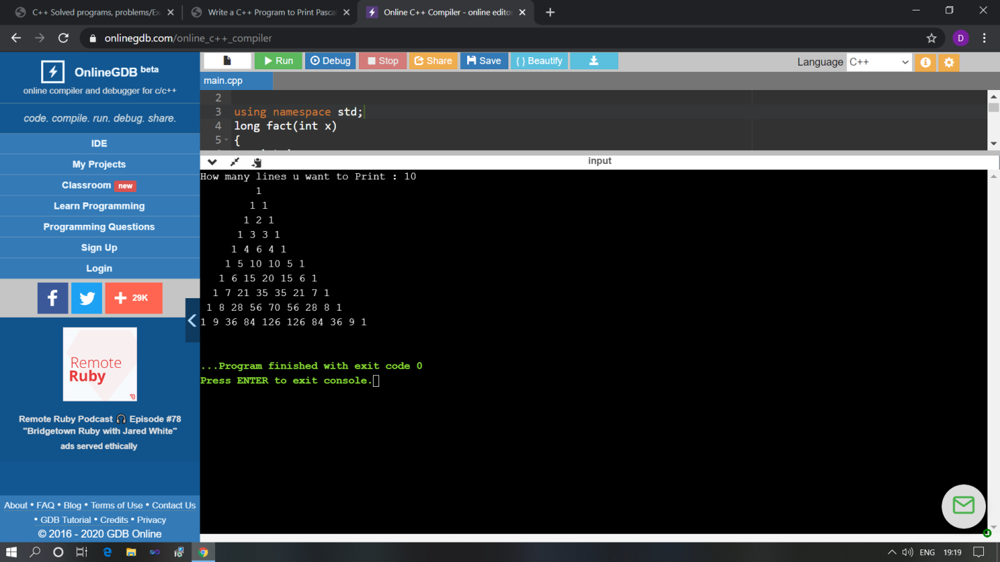 C++ Solved programs, problems/Ex
Write a C++ Program to Print Pasca
Online C++ Compiler - online editor
onlinegdb.com/online_c++_compiler
D
OnlineGDB beta
online compiler and debugger for c/c++
code. compile. run. debug. share.
IDE
My Projects
Classroom new
Learn Programming
Programming Questions
Sign Up
Login
f
+ 29K
Remote
Ruby
Remote Ruby Podcast 🎧 Episode #78
"Bridgetown Ruby with Jared White"
ads served ethically
About • FAQ • Blog • Terms of Use • Contact Us
• GDB Tutorial • Credits • Privacy
© 2016 - 2020 GDB Online
Run Debug Stop Share Save { } Beautify
Language C++
main.cpp
2
3 using namespace std;
4 long fact(int x)
5 {
input
How many lines u want to Print : 10
1
1 1
1 2 1
1 3 3 1
1 4 6 4 1
1 5 10 10 5 1
1 6 15 20 15 6 1
1 7 21 35 35 21 7 1
1 8 28 56 70 56 28 8 1
1 9 36 84 126 126 84 36 9 1
...Program finished with exit code 0
Press ENTER to exit console.
ENG 19:19